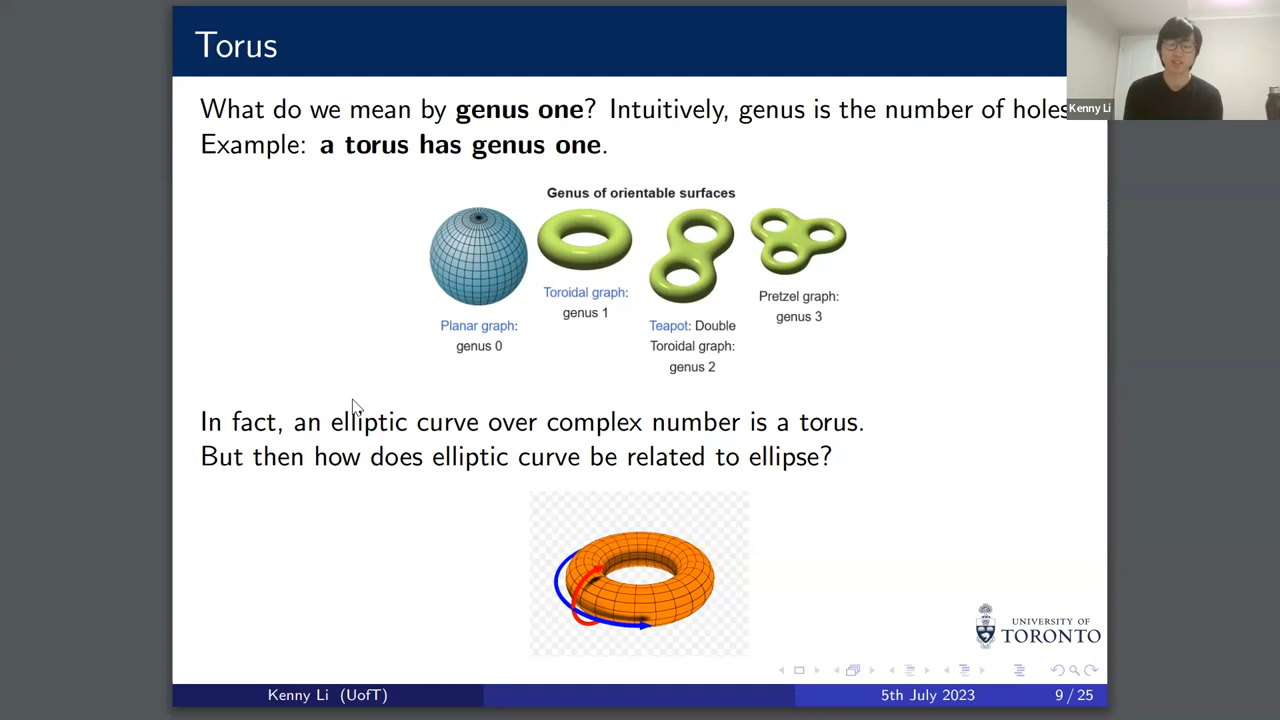 Torus
Kenny Li
What do we mean by genus one? Intuitively, genus is the number of holes
Example: a torus has genus one.
Genus of orientable surfaces
Planar graph:
genus 0
Toroidal graph:
genus 1
Teapot: Double
Toroidal graph:
genus 2
Pretzel graph:
genus 3
In fact, an elliptic curve over complex number is a torus.
But then how does elliptic curve be related to ellipse?
UNIVERSITY OF
TORONTO
Kenny Li (UofT)
5th July 2023
9 / 25